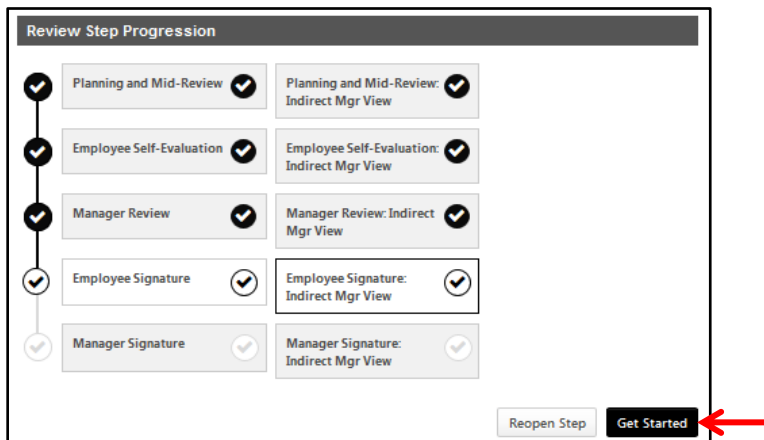 Review Step Progression
Planning and Mid-Review
Planning and Mid-Review:
Indirect Mgr View
Employee Self-Evaluation
Employee Self-Evaluation:
Indirect Mgr View
Manager Review
Manager Review: Indirect
Mgr View
Employee Signature
Employee Signature:
Indirect Mgr View
Manager Signature
Manager Signature:
Indirect Mgr View
Reopen Step
Get Started